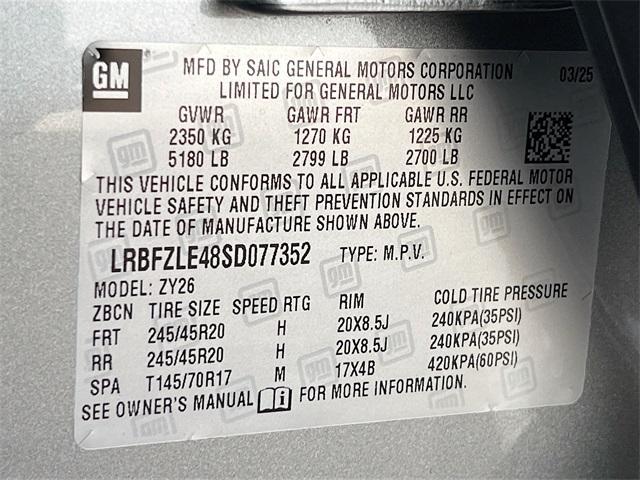 GM MFD BY SAIC GENERAL MOTORS CORPORATION 03/25
LIMITED FOR GENERAL MOTORS LLC
GVWR GAWR FRT GAWR RR
2350 KG 1270 KG 1225 KG
5180 LB 2799 LB 2700 LB
THIS VEHICLE CONFORMS TO ALL APPLICABLE U.S. FEDERAL MOTOR
VEHICLE SAFETY AND THEFT PREVENTION STANDARDS IN EFFECT ON
THE DATE OF MANUFACTURE SHOWN ABOVE.
LRBFZLE48SD077352 TYPE: M.P.V.
MODEL: ZY26
ZBCN TIRE SIZE SPEED RTG RIM COLD TIRE PRESSURE
FRT 245/45R20 H 20X8.5J 240KPA(35PSI)
RR 245/45R20 H 20X8.5J 240KPA(35PSI)
SPA T145/70R17 M 17X4B 420KPA(60PSI)
SEE OWNER'S MANUAL FOR MORE INFORMATION.